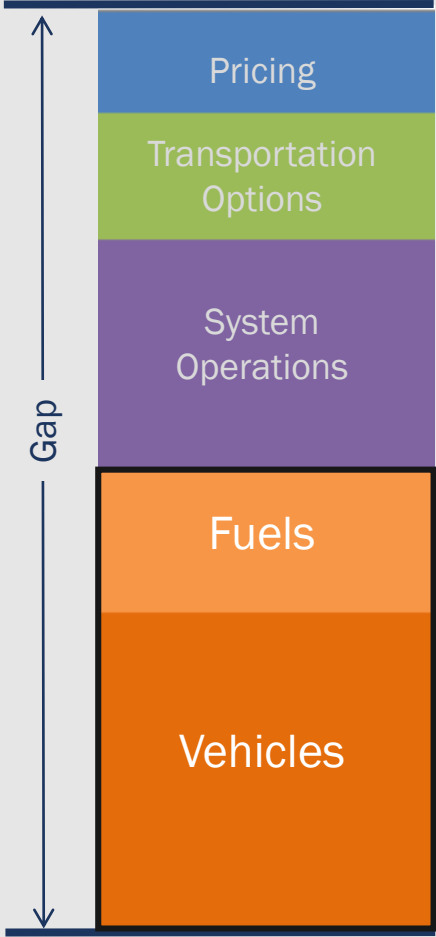 Pricing
Transportation
Options
System
Operations
Gap
Fuels
Vehicles